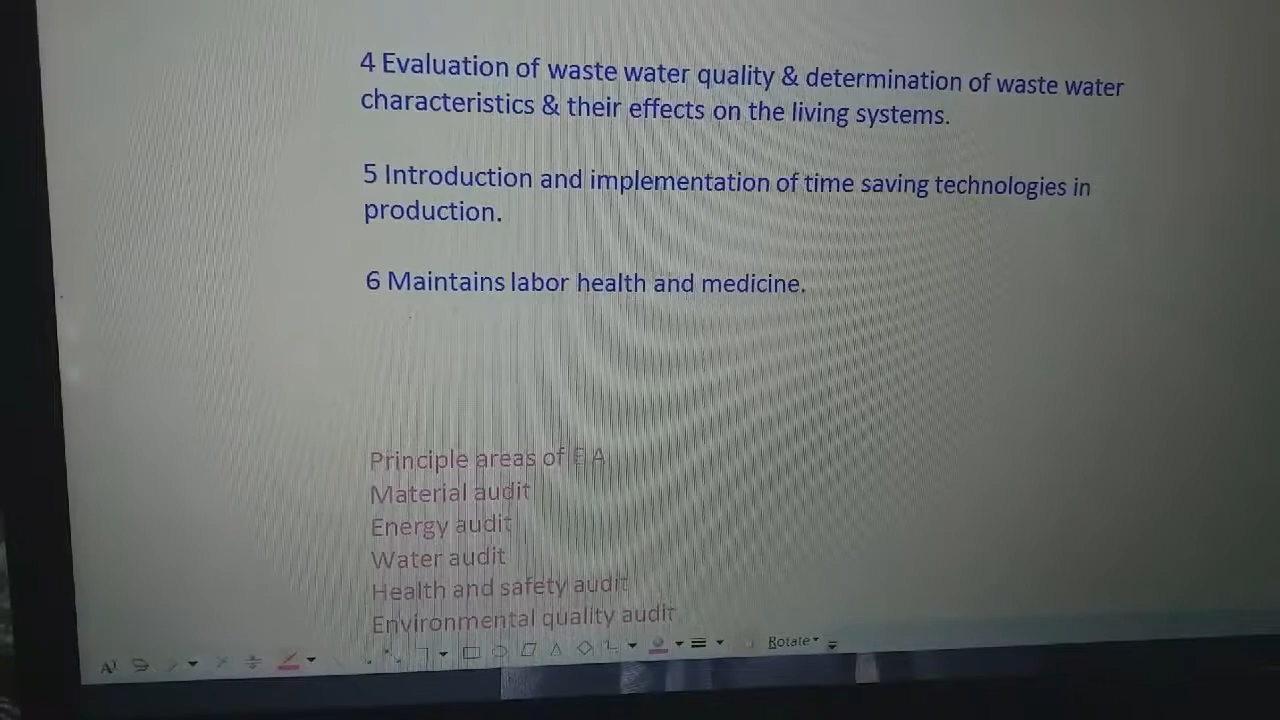 4 Evaluation of waste water quality & determination of waste water
characteristics & their effects on the living systems.
5 Introduction and implementation of time saving technologies in
production.
6 Maintains labor health and medicine.
Principle areas of E A
Material audit
Energy audit
Water audit
Health and safety audit
Environmental quality audit
Rotate